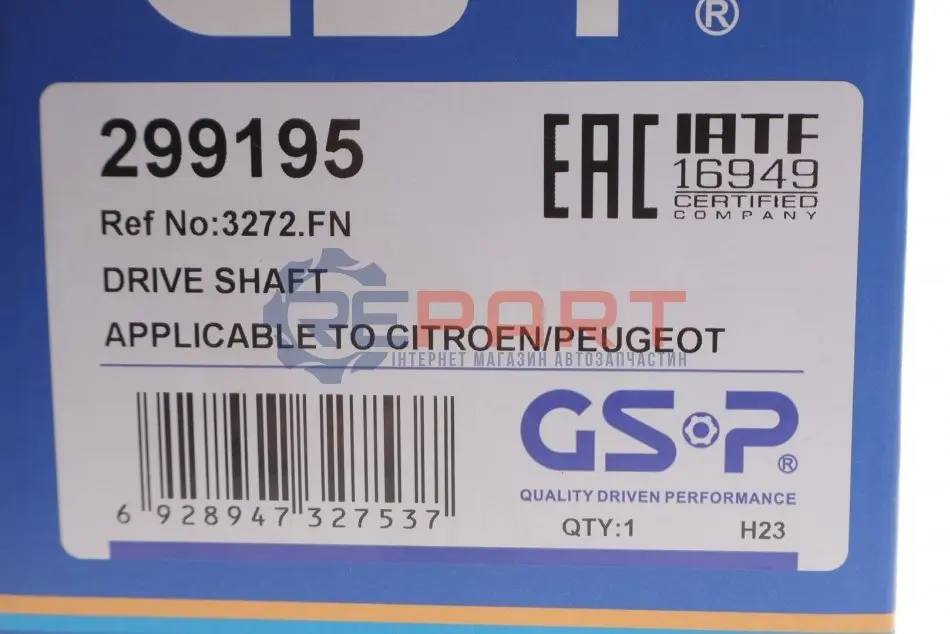 ®
299195
EAC
IATF
16949
CERTIFIED
COMPANY
Ref No:3272.FN
DRIVE SHAFT
REPART
APPLICABLE TO CITROEN/PEUGEOT
ІНТЕРНЕТ МАГАЗИН АВТОЗАПЧАСТИН
GSP®
QUALITY DRIVEN PERFORMANCE
6 928947 327537
QTY:1 H23